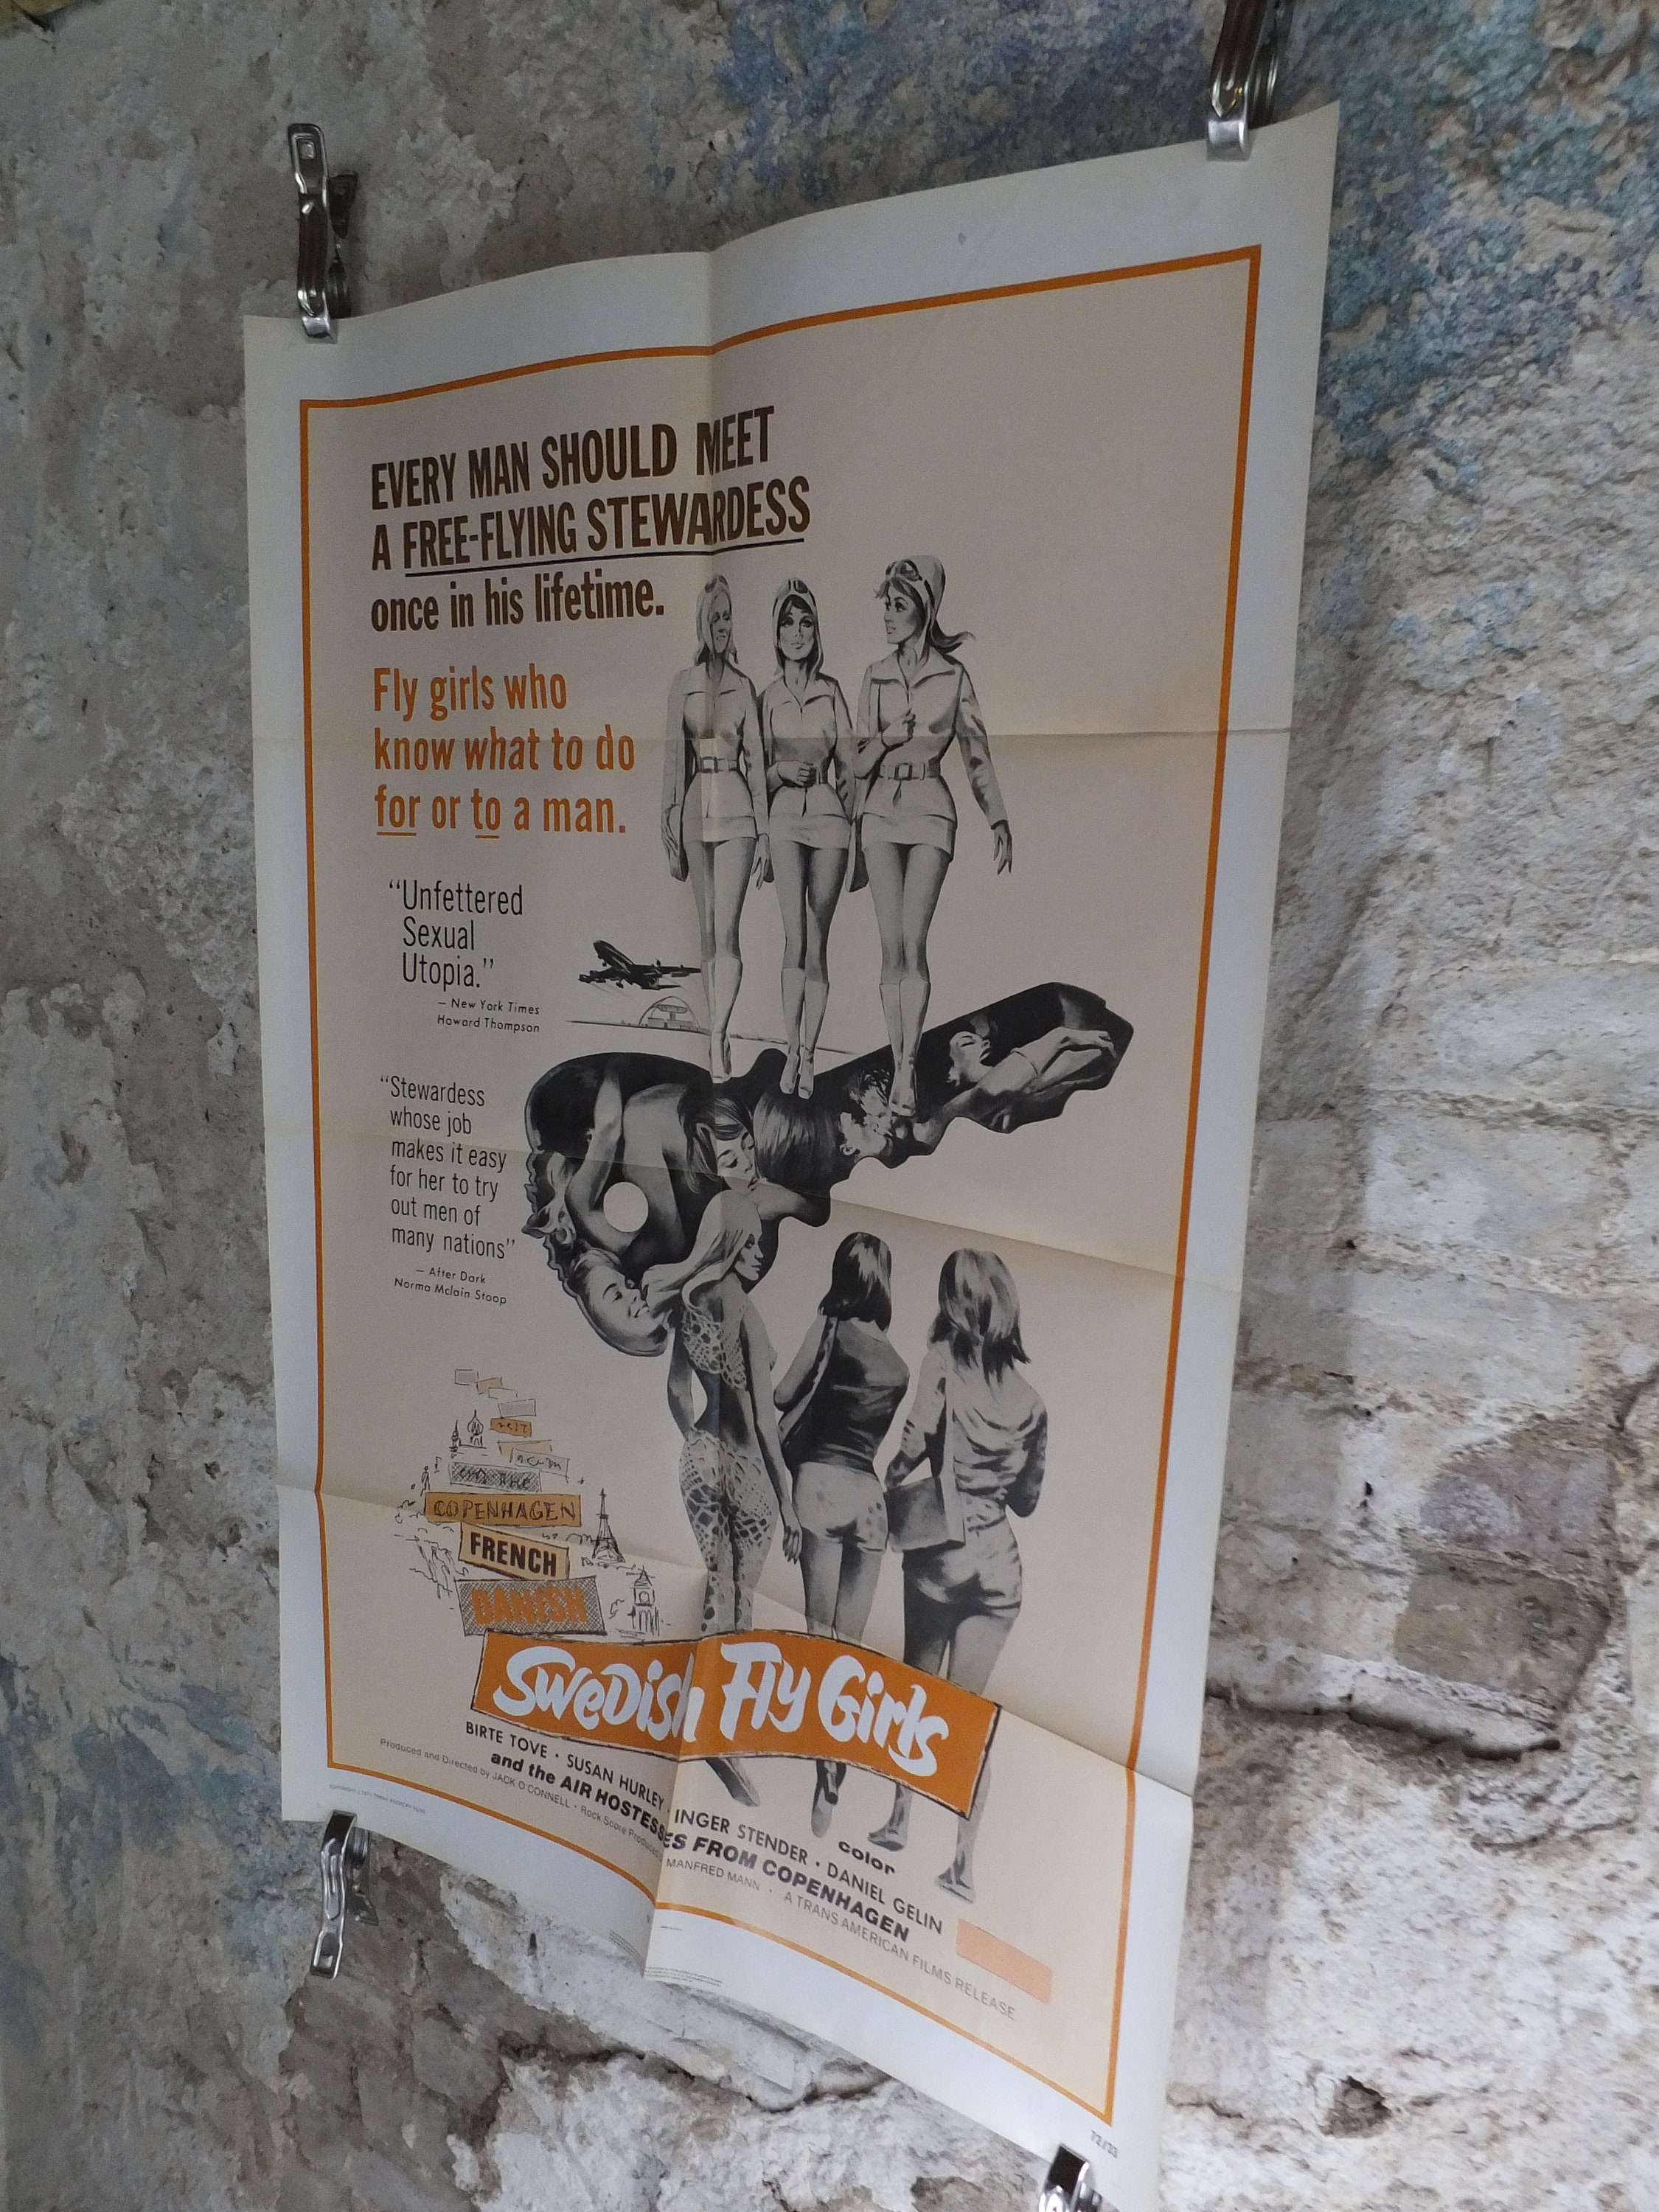 EVERY MAN SHOULD MEET
A FREE-FLYING STEWARDESS
once in his lifetime.
Fly girls who
know what to do
for or to a man.
“Unfettered
Sexual
Utopia.”
— New York Times
Howard Thompson
“Stewardess
whose job
makes it easy
for her to try
out men of
many nations”
— After Dark
Norma Mclain Stoop
COPENHAGEN
FRENCH
DANISH
Swedish Fly Girls
BIRTE TOVE · SUSAN HURLEY · INGER STENDER · DANIEL GELIN
and the AIR HOSTESSES FROM COPENHAGEN
color
Produced and Directed by JACK O'CONNELL · Rock Score MANFRED MANN · A TRANS AMERICAN FILMS RELEASE
72/33